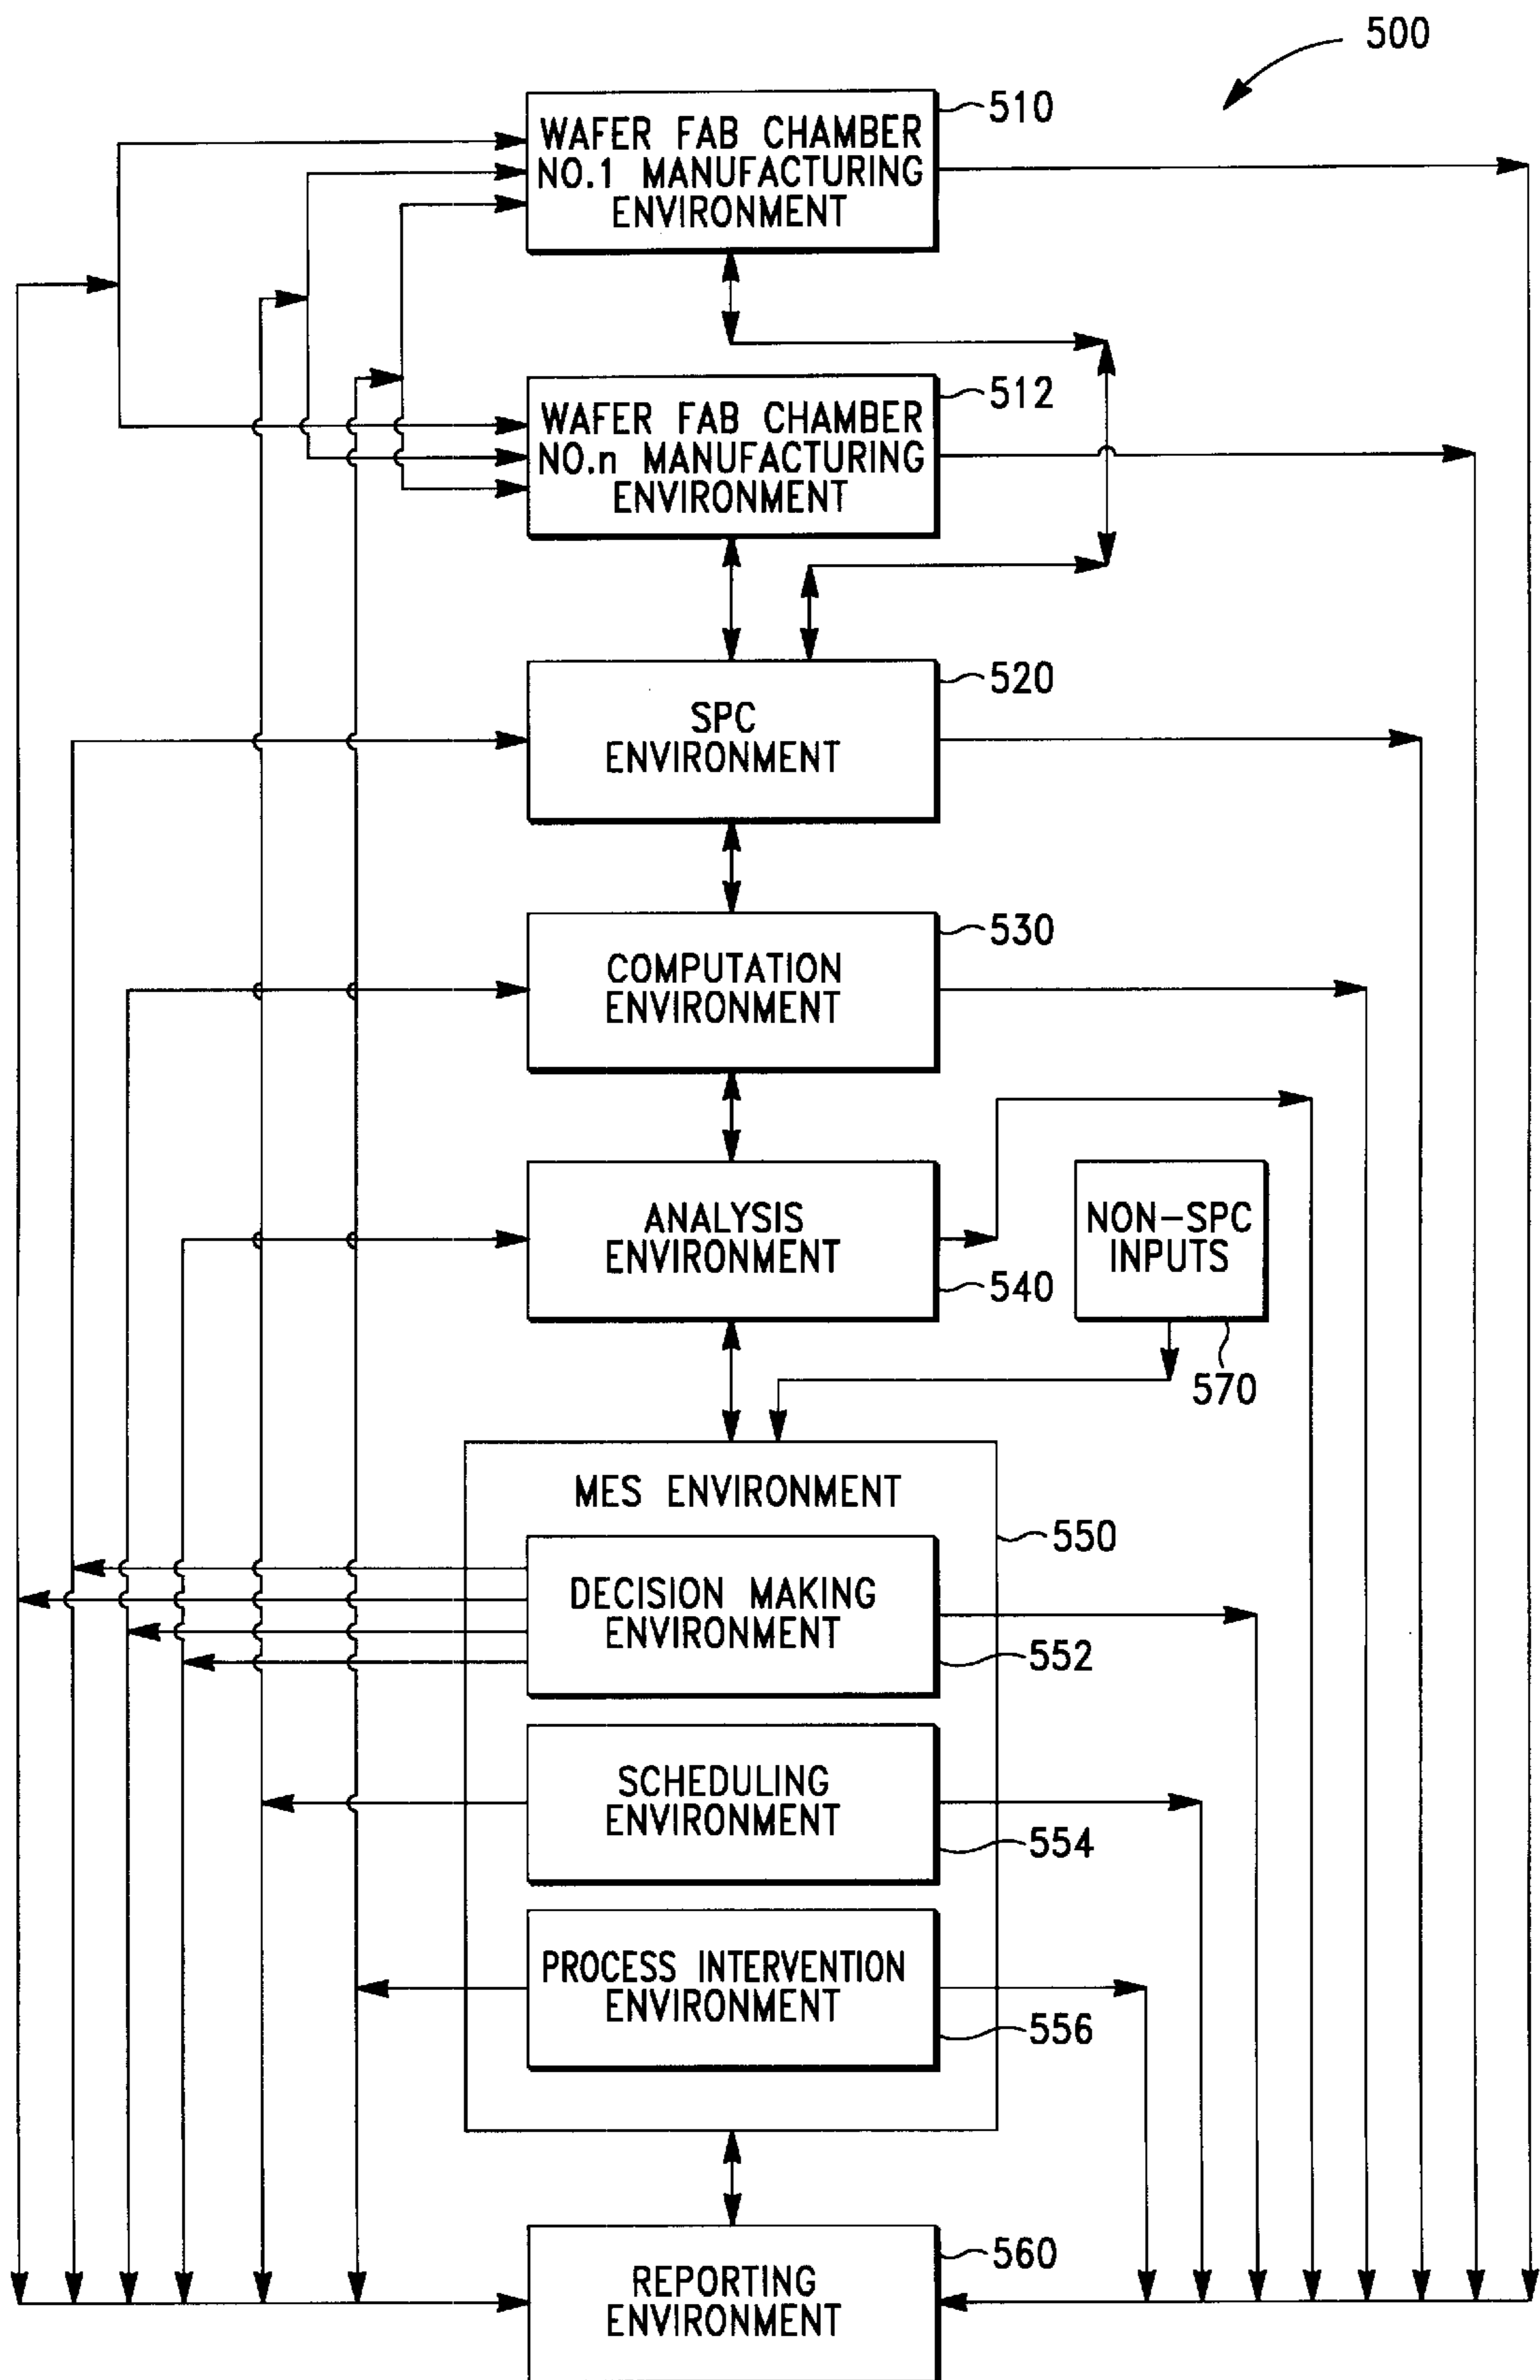 500
WAFER FAB CHAMBER
NO.1 MANUFACTURING
ENVIRONMENT
510
WAFER FAB CHAMBER
NO.n MANUFACTURING
ENVIRONMENT
512
SPC
ENVIRONMENT
520
COMPUTATION
ENVIRONMENT
530
ANALYSIS
ENVIRONMENT
540
NON-SPC
INPUTS
570
MES ENVIRONMENT
550
DECISION MAKING
ENVIRONMENT
552
SCHEDULING
ENVIRONMENT
554
PROCESS INTERVENTION
ENVIRONMENT
556
REPORTING
ENVIRONMENT
560